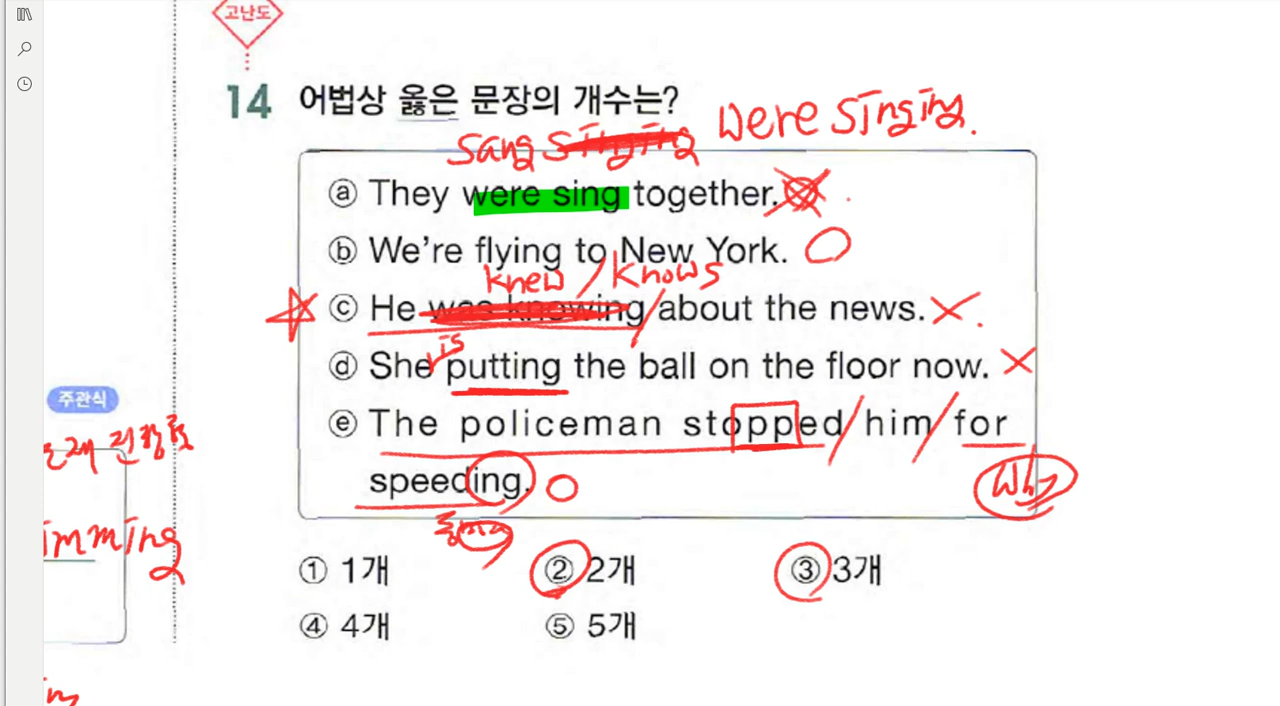 고난도
14 어법상 옳은 문장의 개수는?
were singing.
sang singing
ⓐ They were sing together.
ⓑ We're flying to New York.
knew / knows
ⓒ He was knowing about the news.
is
ⓓ She putting the ball on the floor now.
ⓔ The policeman stopped him for
speeding.
Why
주관식
imming
① 1개 ② 2개 ③ 3개
④ 4개 ⑤ 5개